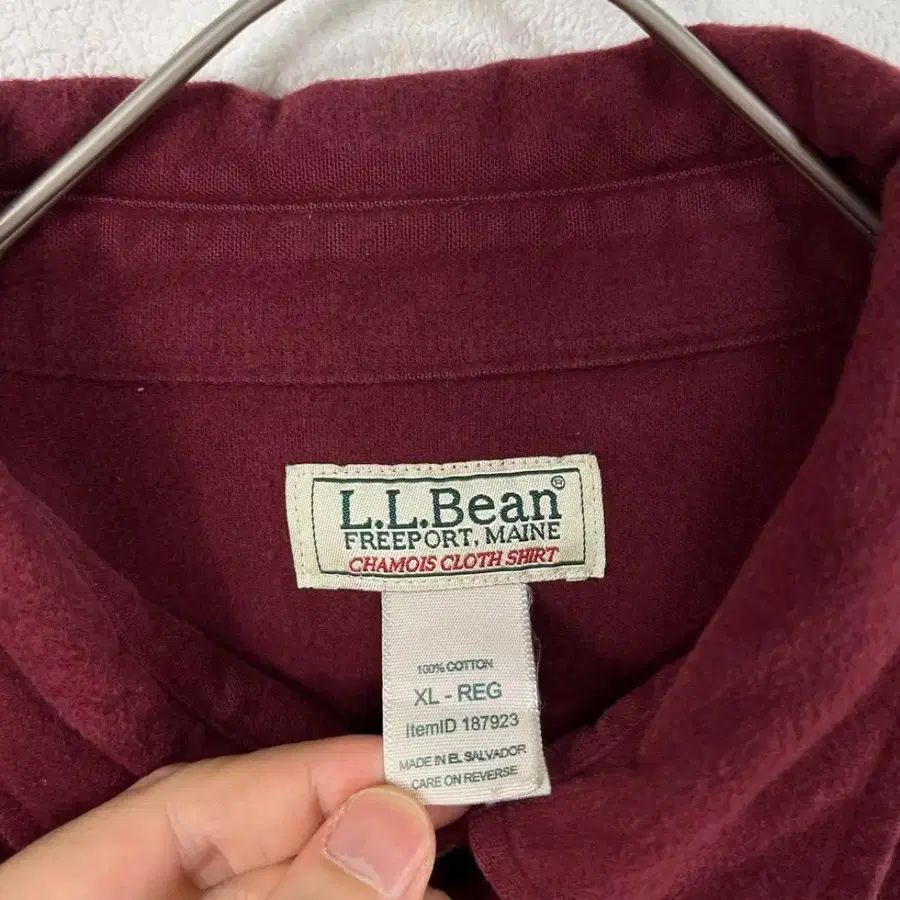 L.L.Bean®
FREEPORT, MAINE
CHAMOIS CLOTH SHIRT
100% COTTON
XL - REG
ItemID 187923
MADE IN EL SALVADOR
CARE ON REVERSE